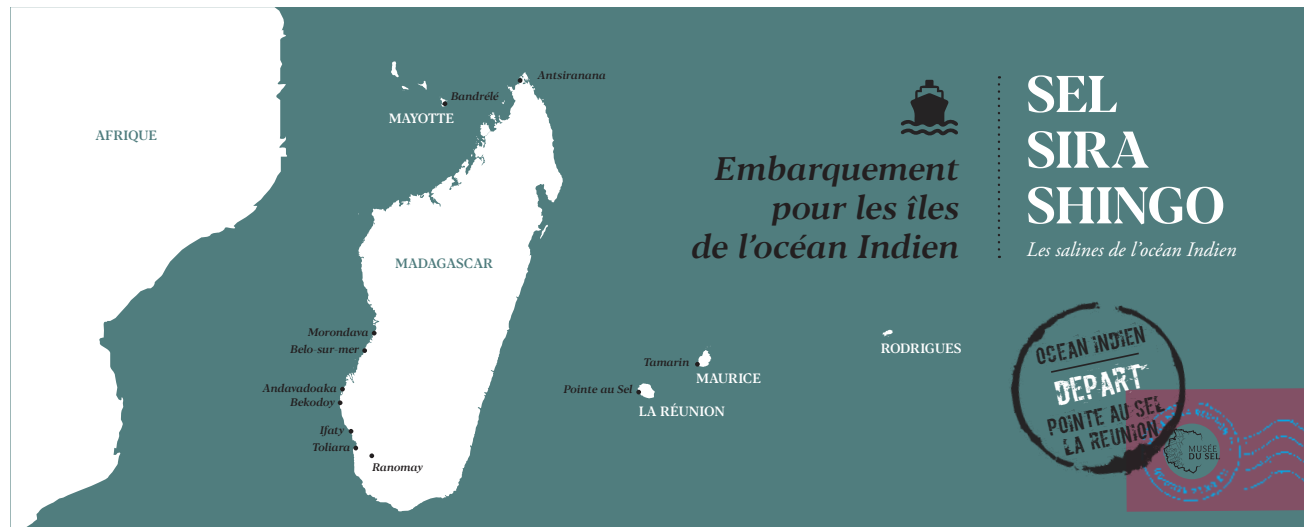 AFRIQUE
Antsiranana
Bandrélé
MAYOTTE
MADAGASCAR
Morondava
Belo-sur-mer
Andavadoaka
Bekodoy
Ifaty
Toliara
Ranomay
Tamarin
MAURICE
Pointe au Sel
LA RÉUNION
RODRIGUES
Embarquement
pour les îles
de l'océan Indien
SEL
SIRA
SHINGO
Les salines de l'océan Indien
OCEAN iNDIEN
DEPART
POINTE AU SEL
LA REUNION
MUSÉE
DU SEL